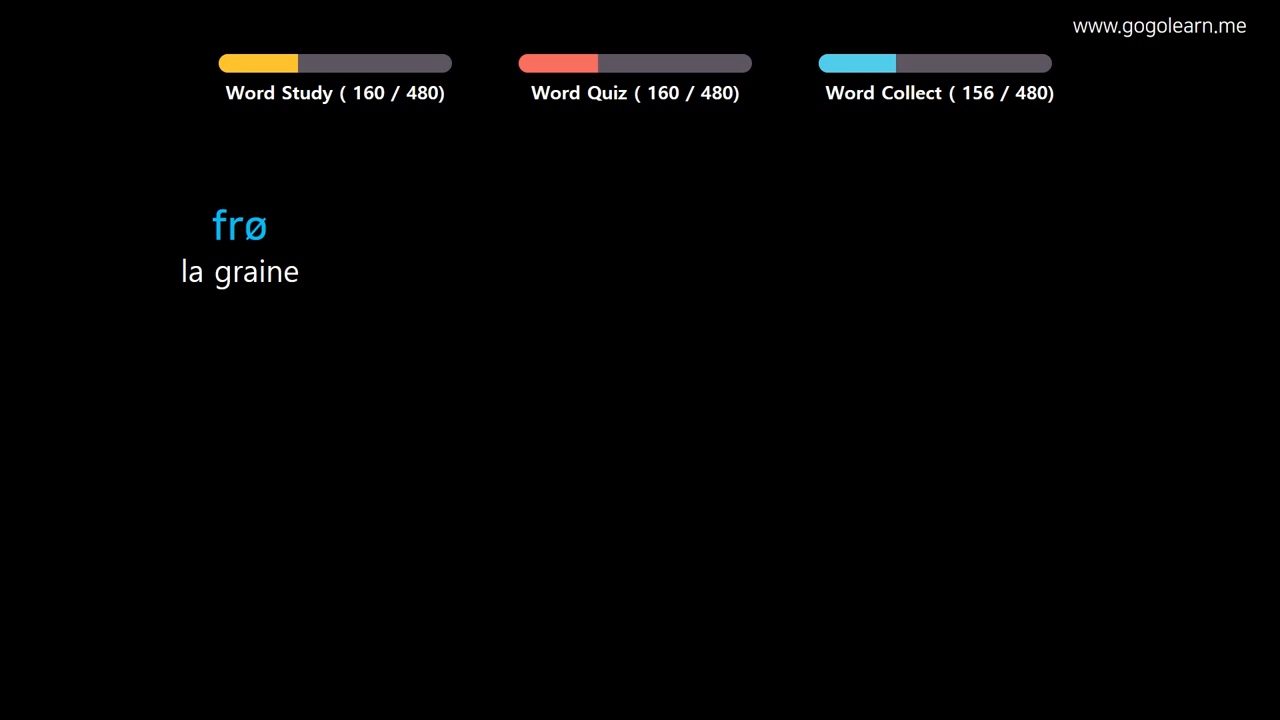 www.gogolearn.me
Word Study ( 160 / 480)
Word Quiz ( 160 / 480)
Word Collect ( 156 / 480)
frø
la graine